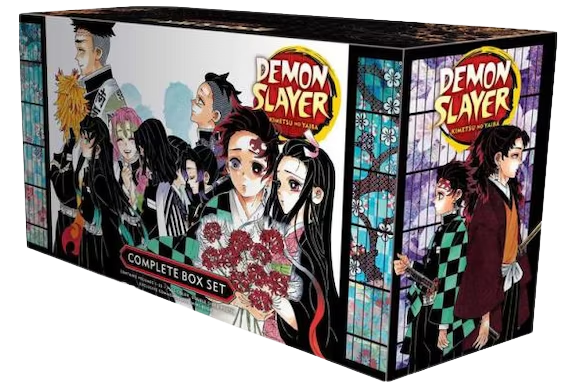 DEMON
SLAYER
KIMETSU NO YAIBA
COMPLETE BOX SET
DEMON
SLAYER
KIMETSU NO YAIBA